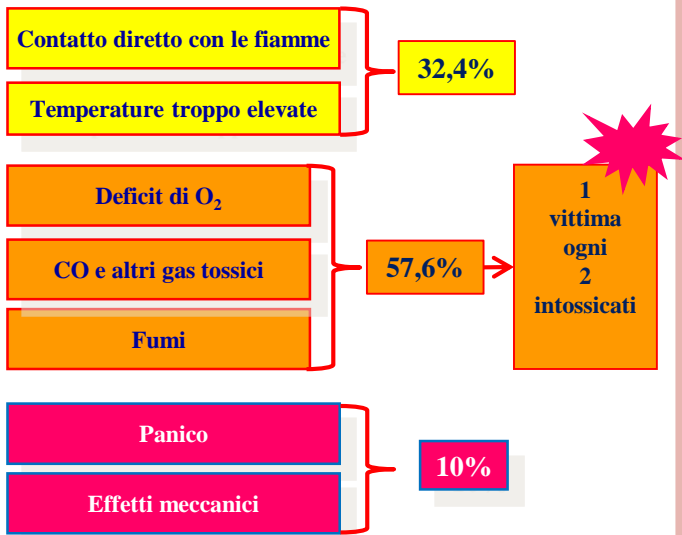 Contatto diretto con le fiamme
Temperature troppo elevate
32,4%
Deficit di O₂
CO e altri gas tossici
Fumi
57,6%
1
vittima
ogni
2
intossicati
Panico
Effetti meccanici
10%